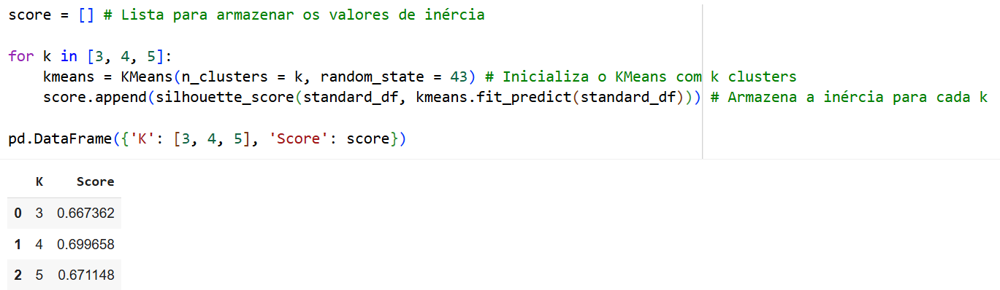 score = [] # Lista para armazenar os valores de inércia
for k in [3, 4, 5]:
    kmeans = KMeans(n_clusters = k, random_state = 43) # Inicializa o KMeans com k clusters
    score.append(silhouette_score(standard_df, kmeans.fit_predict(standard_df))) # Armazena a inércia para cada k
pd.DataFrame({'K': [3, 4, 5], 'Score': score})
K Score
0 3 0.667362
1 4 0.699658
2 5 0.671148